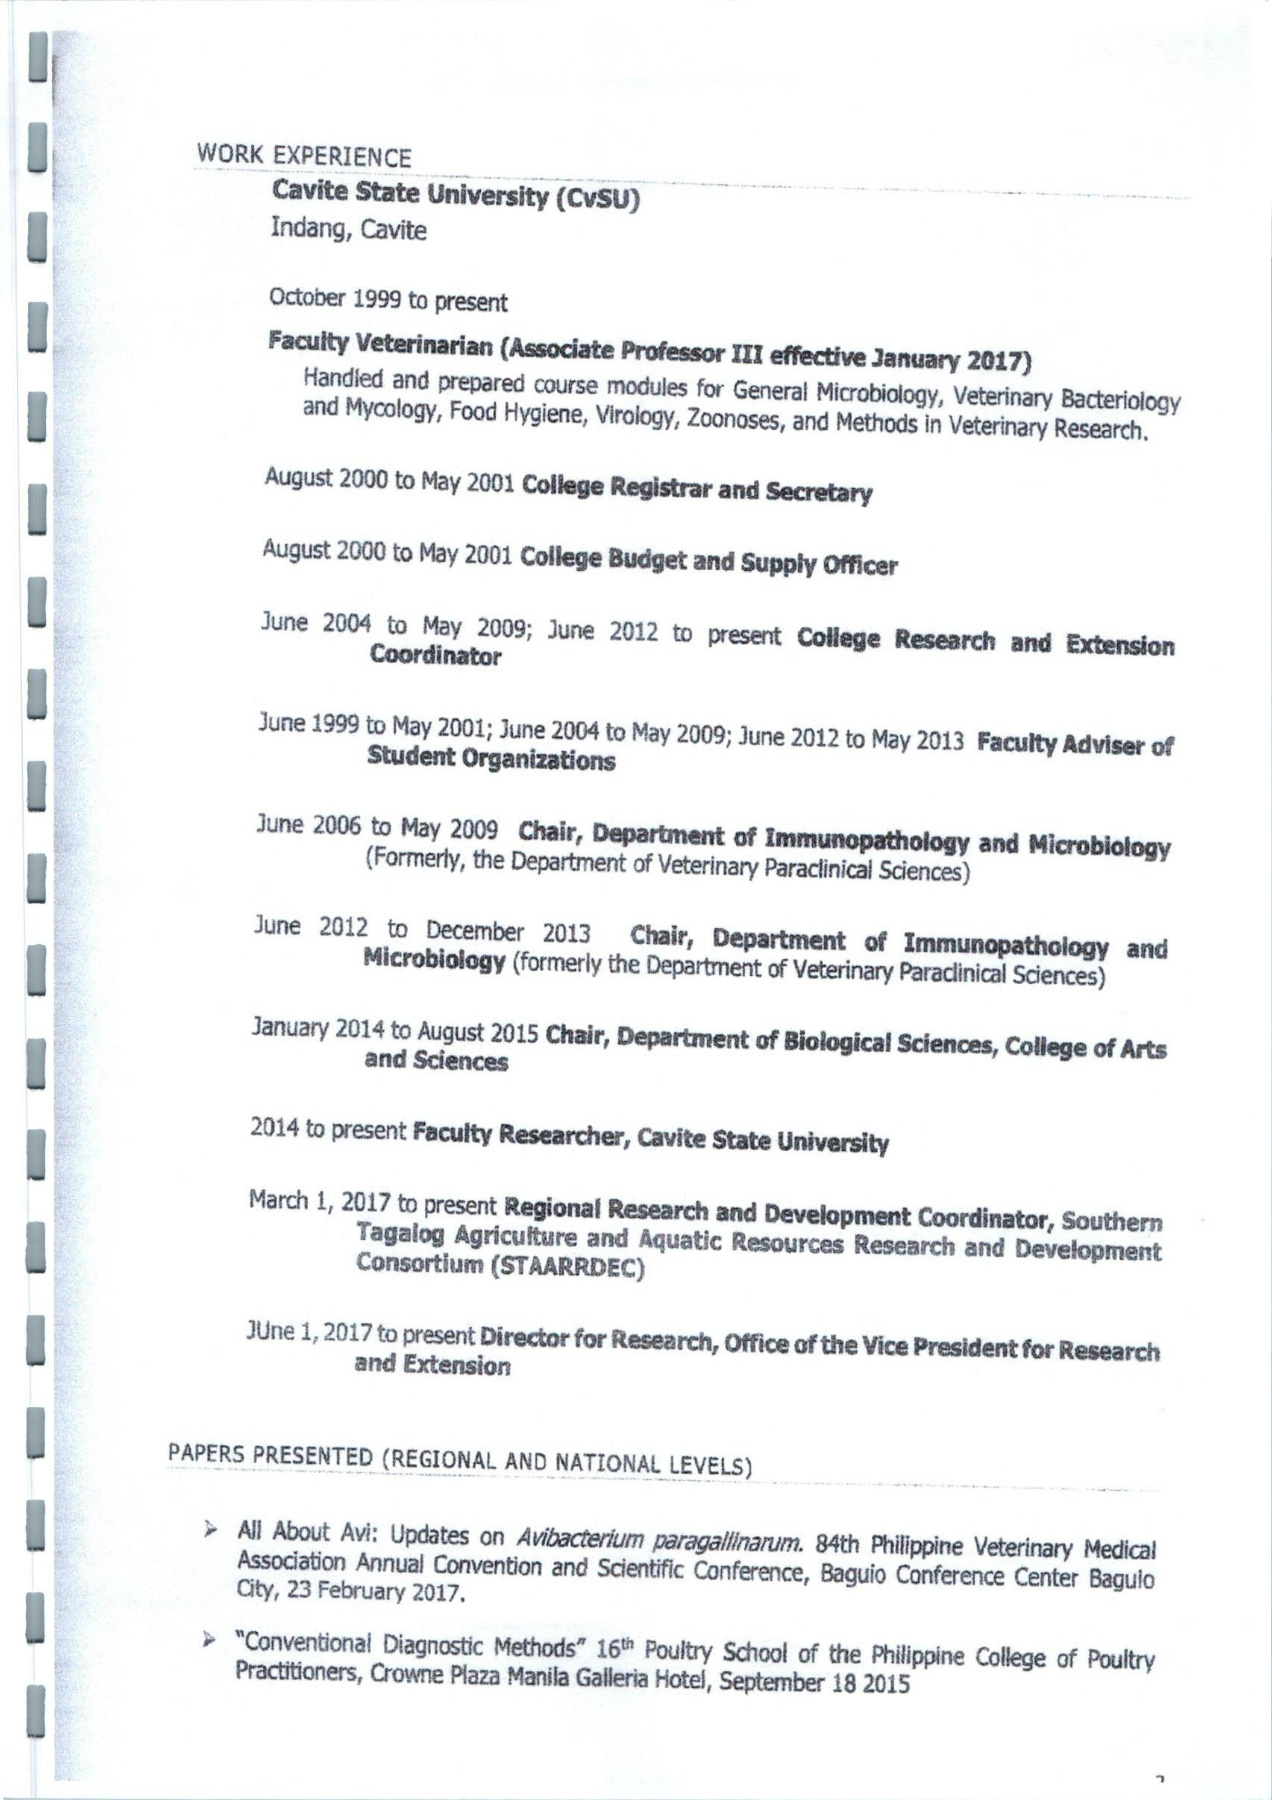 WORK EXPERIENCE
Cavite State University (CvSU)
Indang, Cavite
October 1999 to present
Faculty Veterinarian (Associate Professor III effective January 2017)
Handled and prepared course modules for General Microbiology, Veterinary Bacteriology
and Mycology, Food Hygiene, Virology, Zoonoses, and Methods in Veterinary Research.
August 2000 to May 2001 College Registrar and Secretary
August 2000 to May 2001 College Budget and Supply Officer
June 2004 to May 2009; June 2012 to present College Research and Extension
Coordinator
June 1999 to May 2001; June 2004 to May 2009; June 2012 to May 2013 Faculty Adviser of
Student Organizations
June 2006 to May 2009 Chair, Department of Immunopathology and Microbiology
(Formerly, the Department of Veterinary Paraclinical Sciences)
June 2012 to December 2013 Chair, Department of Immunopathology and
Microbiology (formerly the Department of Veterinary Paraclinical Sciences)
January 2014 to August 2015 Chair, Department of Biological Sciences, College of Arts
and Sciences
2014 to present Faculty Researcher, Cavite State University
March 1, 2017 to present Regional Research and Development Coordinator, Southern
Tagalog Agriculture and Aquatic Resources Research and Development
Consortium (STAARRDEC)
JUne 1, 2017 to present Director for Research, Office of the Vice President for Research
and Extension
PAPERS PRESENTED (REGIONAL AND NATIONAL LEVELS)
➢ All About Avi: Updates on Avibacterium paragallinarum. 84th Philippine Veterinary Medical
Association Annual Convention and Scientific Conference, Baguio Conference Center Baguio
City, 23 February 2017.
➢ "Conventional Diagnostic Methods" 16th Poultry School of the Philippine College of Poultry
Practitioners, Crowne Plaza Manila Galleria Hotel, September 18 2015